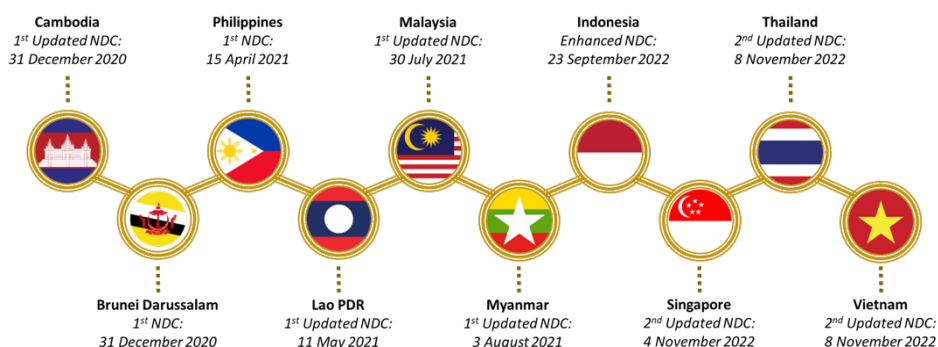 Cambodia
1st Updated NDC:
31 December 2020
Philippines
1st NDC:
15 April 2021
Malaysia
1st Updated NDC:
30 July 2021
Indonesia
Enhanced NDC:
23 September 2022
Thailand
2nd Updated NDC:
8 November 2022
Brunei Darussalam
1st NDC:
31 December 2020
Lao PDR
1st Updated NDC:
11 May 2021
Myanmar
1st Updated NDC:
3 August 2021
Singapore
2nd Updated NDC:
4 November 2022
Vietnam
2nd Updated NDC:
8 November 2022